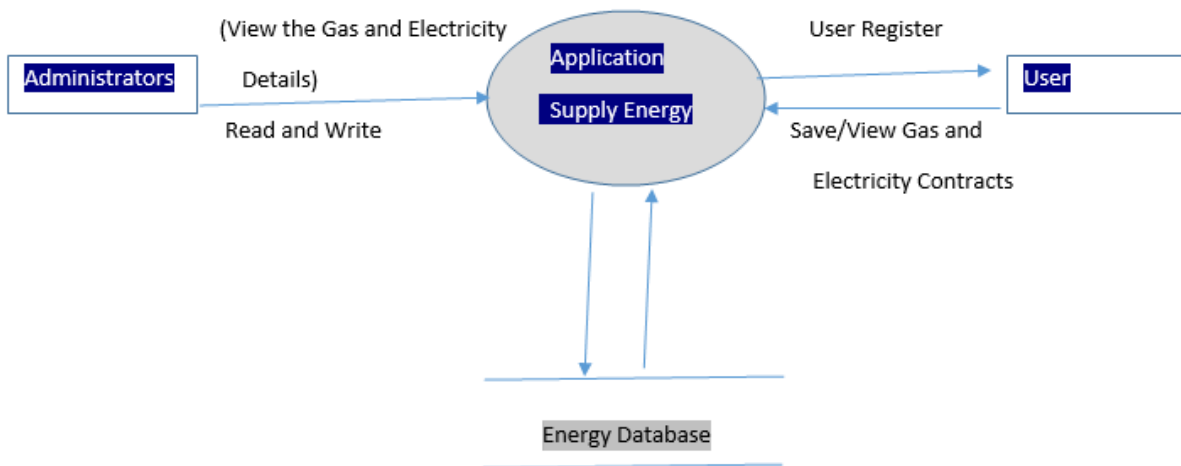 (View the Gas and Electricity
Details)
Read and Write
Administrators
Application
Supply Energy
User Register
User
Save/View Gas and
Electricity Contracts
Energy Database